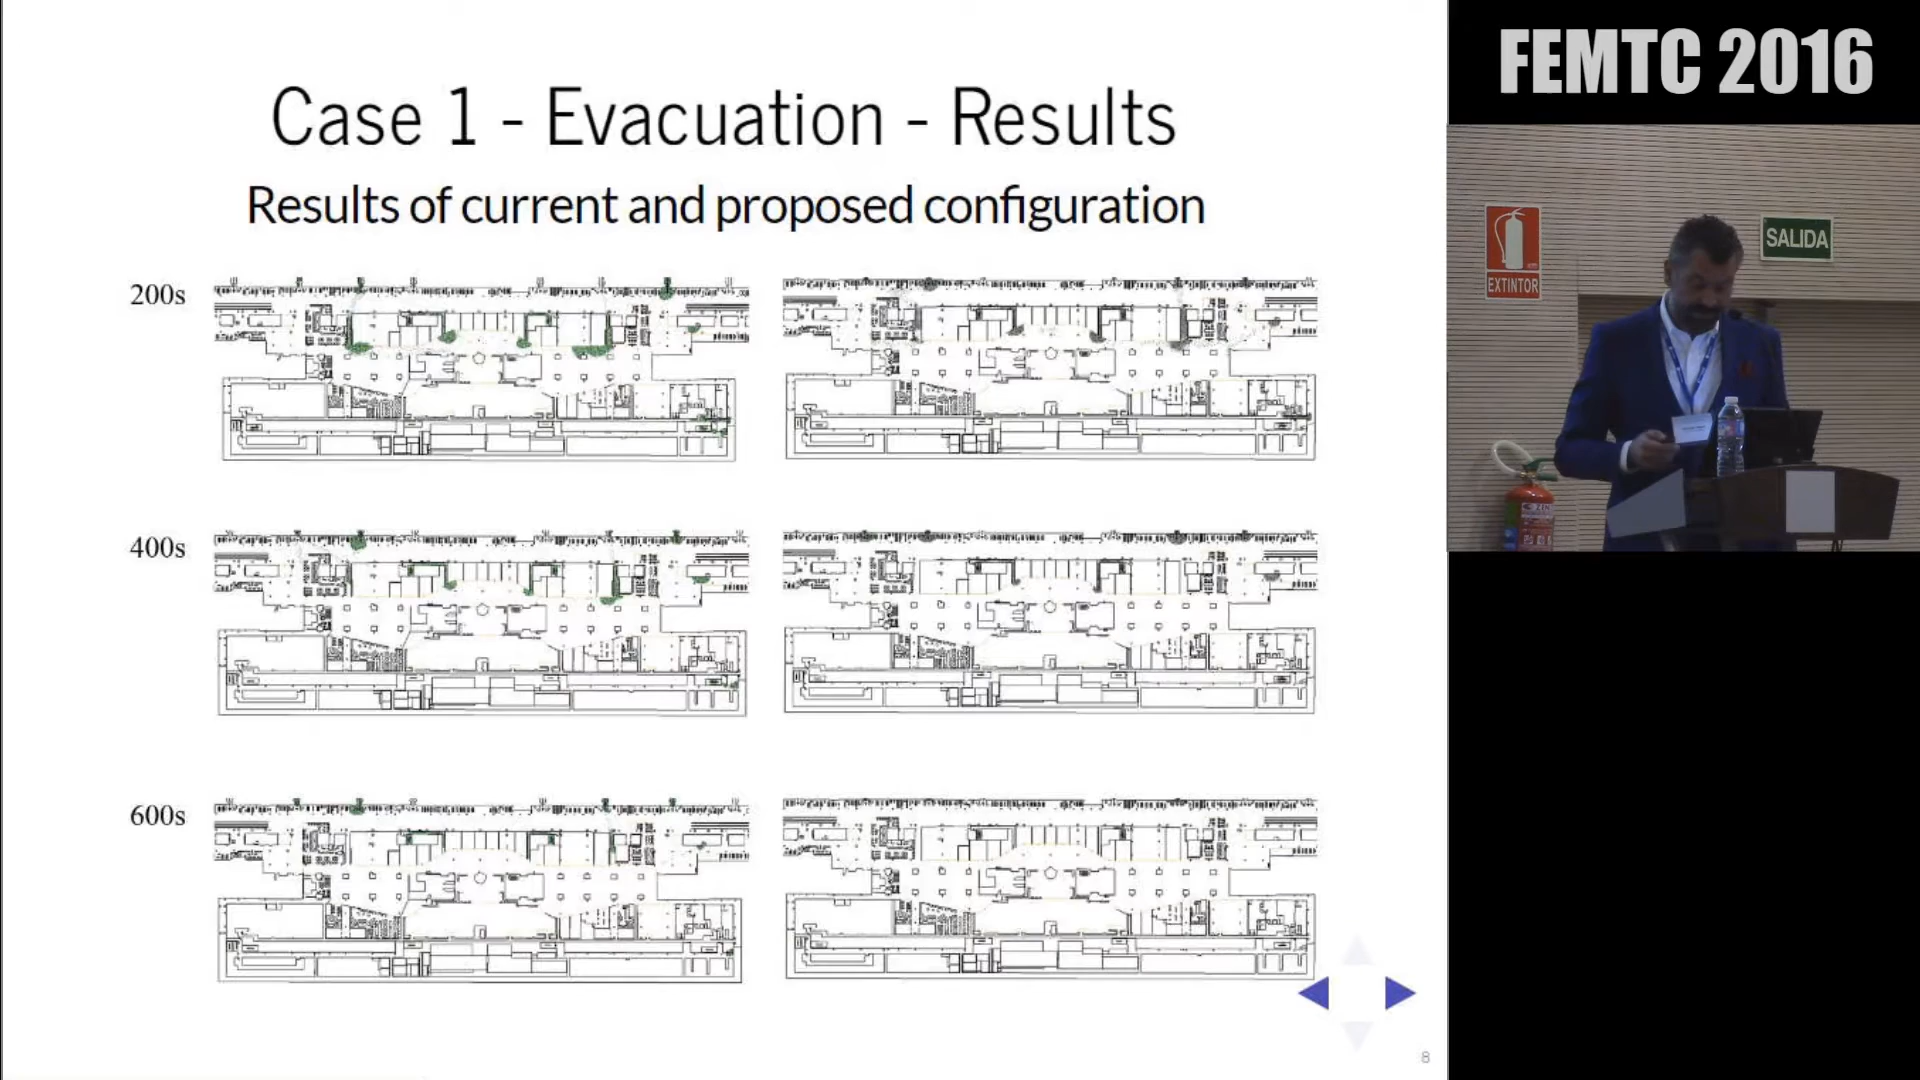 Case 1 - Evacuation - Results
Results of current and proposed configuration
200s
400s
600s
8
FEMTC 2016
EXTINTOR
SALIDA